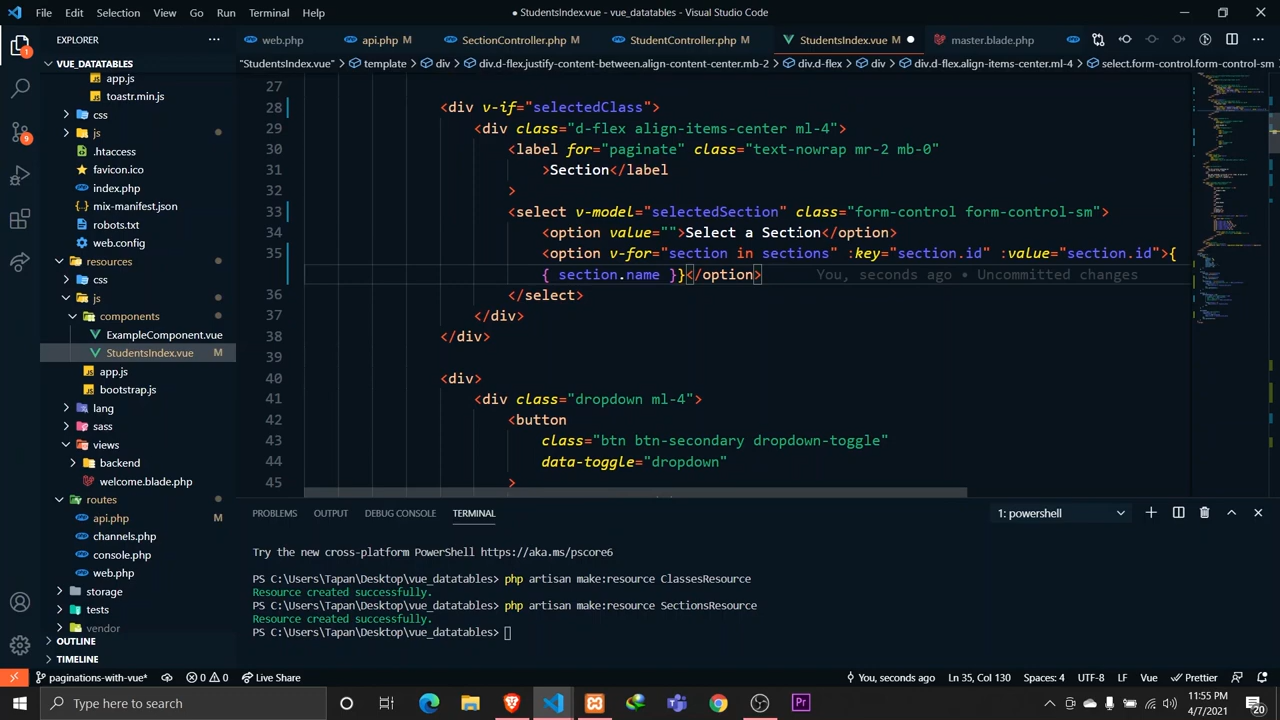 File Edit Selection View Go Run Terminal Help
● StudentsIndex.vue - vue_datatables - Visual Studio Code
EXPLORER
web.php
api.php M
SectionController.php M
StudentController.php M
StudentsIndex.vue M
master.blade.php
VUE_DATATABLES
app.js
toastr.min.js
css
js
.htaccess
favicon.ico
index.php
mix-manifest.json
robots.txt
web.config
resources
css
js
components
ExampleComponent.vue
StudentsIndex.vue M
app.js
bootstrap.js
lang
sass
views
backend
welcome.blade.php
routes
api.php M
channels.php
console.php
web.php
storage
tests
vendor
OUTLINE
TIMELINE
1
9
"StudentsIndex.vue" > template > div > div.d-flex.justify-content-between.align-content-center.mb-2 > div.d-flex > div > div.d-flex.align-items-center.ml-4 > select.form-control.form-control-sm
27
28 <div v-if="selectedClass">
29 <div class="d-flex align-items-center ml-4">
30 <label for="paginate" class="text-nowrap mr-2 mb-0"
31 >Section</label
32 >
33 <select v-model="selectedSection" class="form-control form-control-sm">
34 <option value="">Select a Section</option>
35 <option v-for="section in sections" :key="section.id" :value="section.id">{
{ section.name }}</option> You, seconds ago • Uncommitted changes
36 </select>
37 </div>
38 </div>
39
40 <div>
41 <div class="dropdown ml-4">
42 <button
43 class="btn btn-secondary dropdown-toggle"
44 data-toggle="dropdown"
45 >
PROBLEMS OUTPUT DEBUG CONSOLE TERMINAL
1: powershell
Try the new cross-platform PowerShell https://aka.ms/pscore6
PS C:\Users\Tapan\Desktop\vue_datatables> php artisan make:resource ClassesResource
Resource created successfully.
PS C:\Users\Tapan\Desktop\vue_datatables> php artisan make:resource SectionsResource
Resource created successfully.
PS C:\Users\Tapan\Desktop\vue_datatables>
paginations-with-vue* 0 0 Live Share
You, seconds ago Ln 35, Col 130 Spaces: 4 UTF-8 LF Vue Prettier
Type here to search
11:55 PM
4/7/2021
20